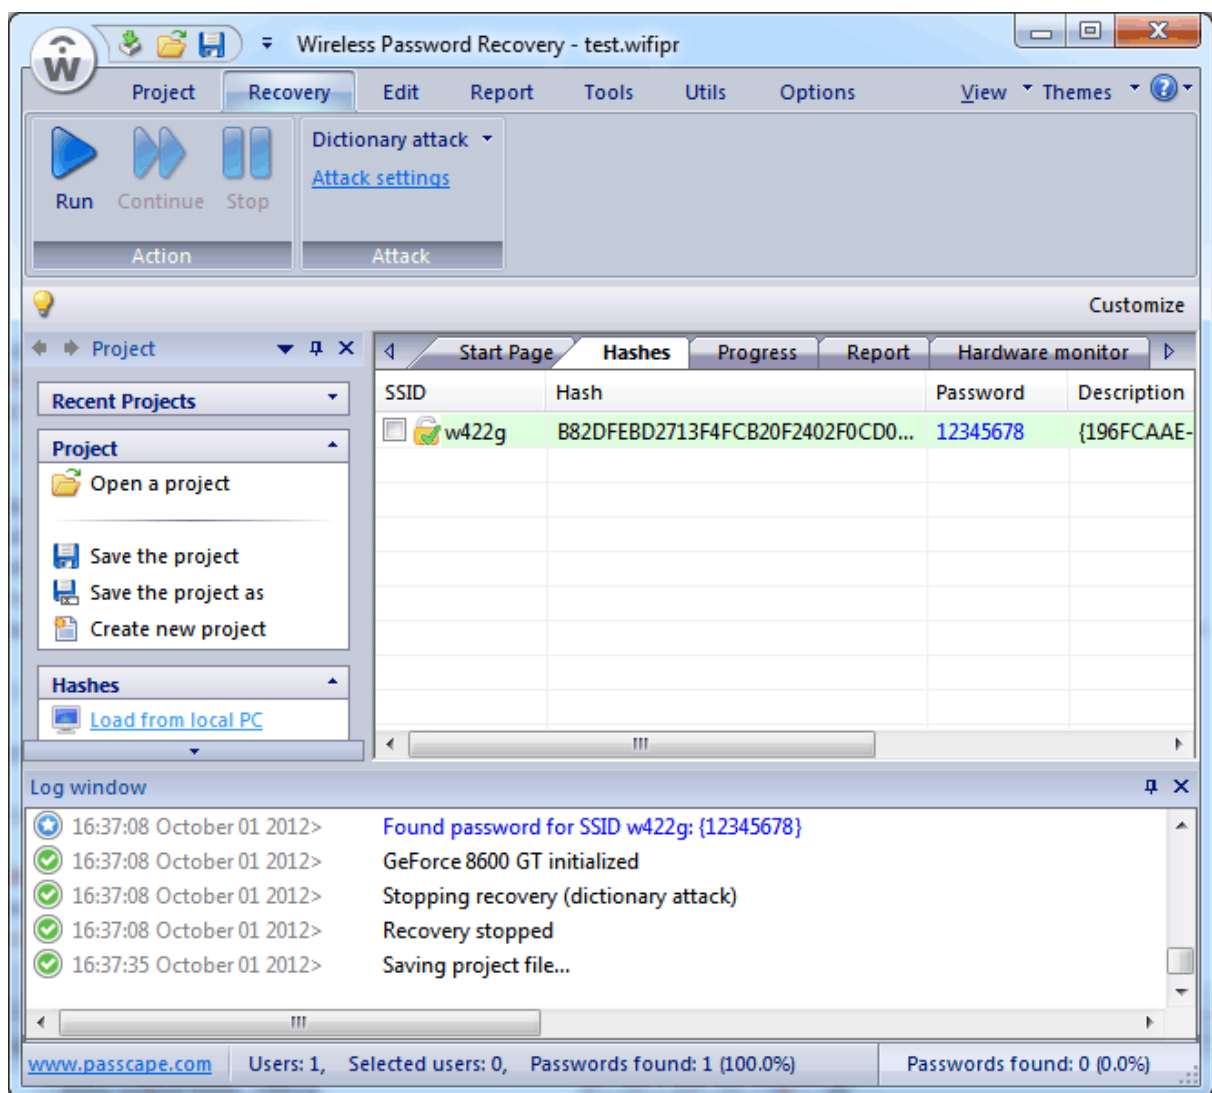 w
Wireless Password Recovery - test.wifipr
Project Recovery Edit Report Tools Utils Options View Themes ?
Run Continue Stop
Dictionary attack
Attack settings
Action Attack
Customize
Project
Recent Projects
Project
Open a project
Save the project
Save the project as
Create new project
Hashes
Load from local PC
Start Page Hashes Progress Report Hardware monitor
SSID Hash Password Description
w422g B82DFEBD2713F4FCB20F2402F0CD0... 12345678 {196FCAAE-
Log window
16:37:08 October 01 2012> Found password for SSID w422g: {12345678}
16:37:08 October 01 2012> GeForce 8600 GT initialized
16:37:08 October 01 2012> Stopping recovery (dictionary attack)
16:37:08 October 01 2012> Recovery stopped
16:37:35 October 01 2012> Saving project file...
www.passcape.com Users: 1, Selected users: 0, Passwords found: 1 (100.0%) Passwords found: 0 (0.0%)